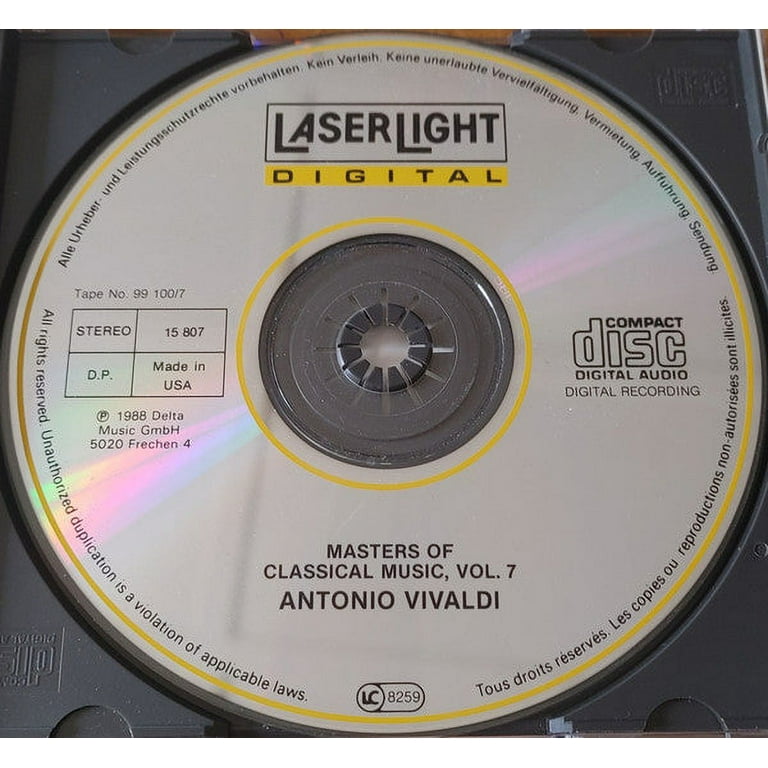 Alle Urheber- und Leistungsschutzrechte vorbehalten. Kein Verleih. Keine unerlaubte Vervielfältigung, Vermietung, Aufführung, Sendung.
LASERLIGHT
DIGITAL
Tape No. 99 100/7
STEREO 15 807
D.P. Made in
USA
℗ 1988 Delta
Music GmbH
5020 Frechen 4
COMPACT
disc
DIGITAL AUDIO
DIGITAL RECORDING
MASTERS OF
CLASSICAL MUSIC, VOL. 7
ANTONIO VIVALDI
LC 8259
All rights reserved. Unauthorized duplication is a violation of applicable laws.
Tous droits réservés. Les copies ou reproductions non-autorisées sont illicites.
disc